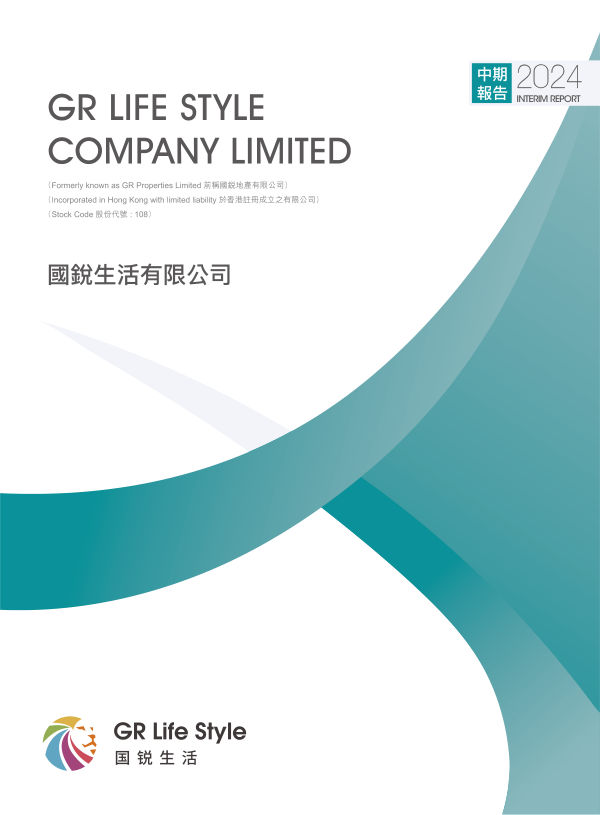 中期
報告
2024
INTERIM REPORT
GR LIFE STYLE
COMPANY LIMITED
(Formerly known as GR Properties Limited 前稱國銳地產有限公司)
(Incorporated in Hong Kong with limited liability 於香港註冊成立之有限公司)
(Stock Code 股份代號 : 108)
國銳生活有限公司
GR Life Style
国锐生活